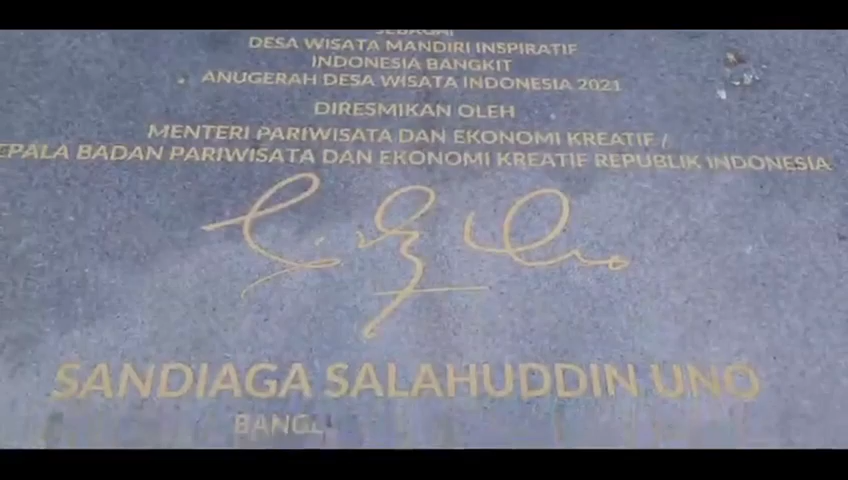 SEBAGAI
DESA WISATA MANDIRI INSPIRATIF
INDONESIA BANGKIT
ANUGERAH DESA WISATA INDONESIA 2021
DIRESMIKAN OLEH
MENTERI PARIWISATA DAN EKONOMI KREATIF /
EPALA BADAN PARIWISATA DAN EKONOMI KREATIF REPUBLIK INDONESIA
SANDIAGA SALAHUDDIN UNO